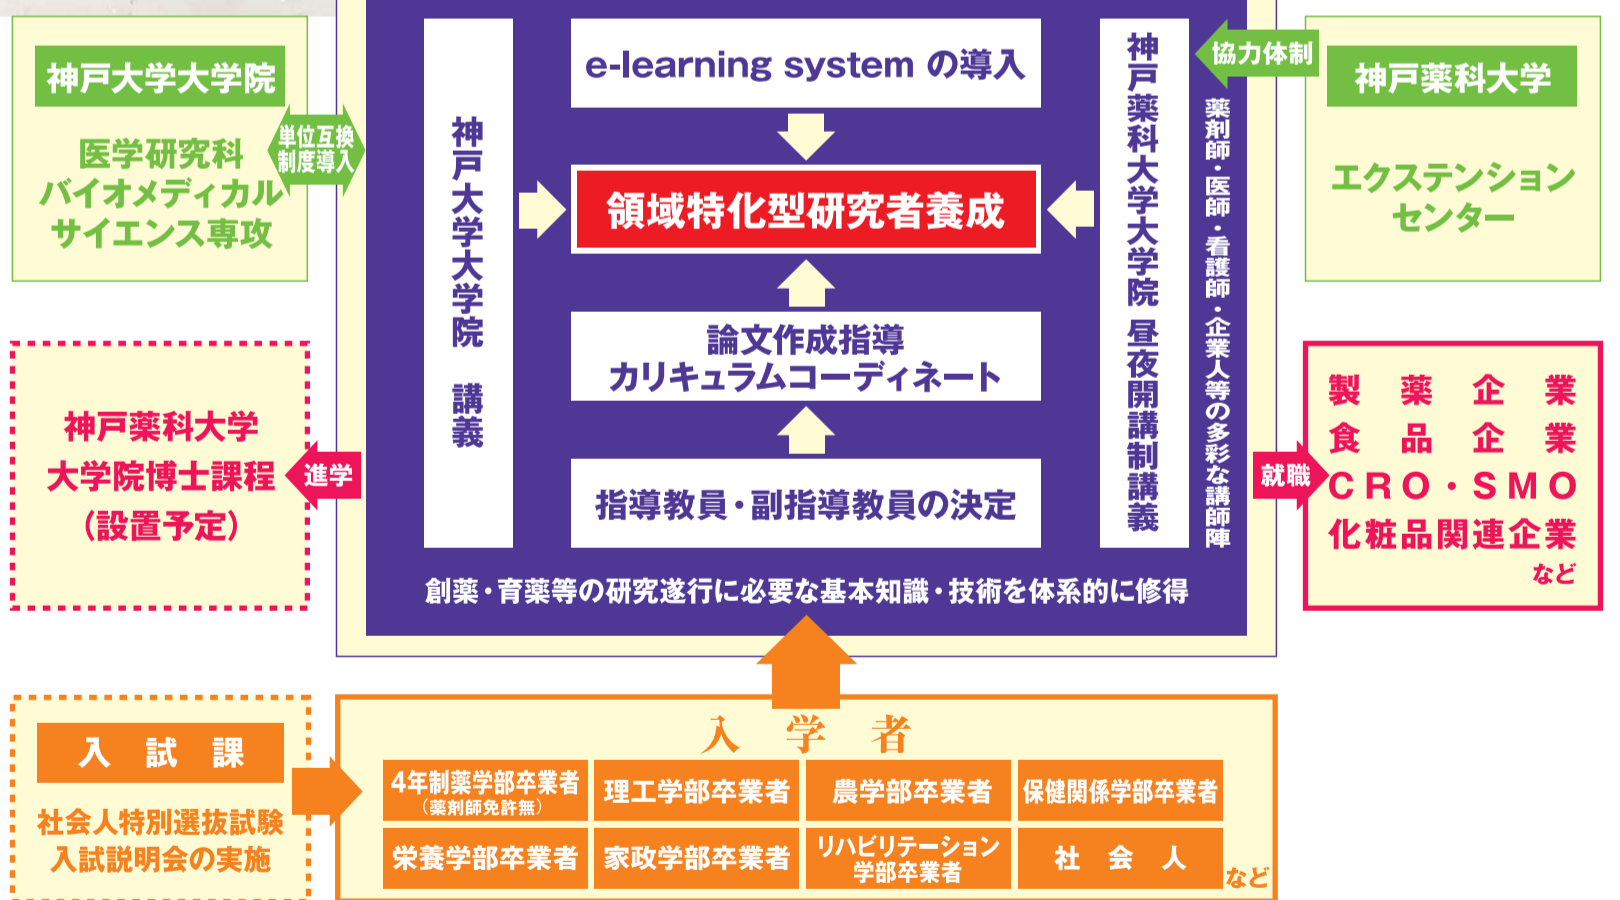 神戸大学大学院
医学研究科
バイオメディカル
サイエンス専攻
単位互換
制度導入
神戸大学大学院 講義
e-learning system の導入
領域特化型研究者養成
論文作成指導
カリキュラムコーディネート
指導教員・副指導教員の決定
神戸薬科大学大学院 昼夜開講制講義
薬剤師・医師・看護師・企業人等の多彩な講師陣
創薬・育薬等の研究遂行に必要な基本知識・技術を体系的に修得
協力体制
神戸薬科大学
エクステンション
センター
神戸薬科大学
大学院博士課程
（設置予定）
進学
就職
製薬企業
食品企業
CRO・SMO
化粧品関連企業
など
入試課
社会人特別選抜試験
入試説明会の実施
入学者
4年制薬学部卒業者
（薬剤師免許無）
理工学部卒業者
農学部卒業者
保健関係学部卒業者
栄養学部卒業者
家政学部卒業者
リハビリテーション
学部卒業者
社会人
など